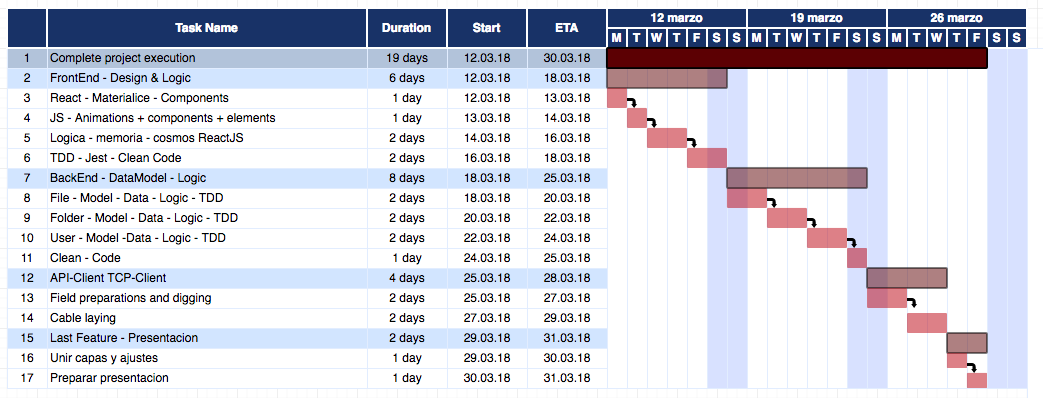 Task Name Duration Start ETA 12 marzo 19 marzo 26 marzo
M T W T F S S M T W T F S S M T W T F S S
1 Complete project execution 19 days 12.03.18 30.03.18
2 FrontEnd - Design & Logic 6 days 12.03.18 18.03.18
3 React - Materialice - Components 1 day 12.03.18 13.03.18
4 JS - Animations + components + elements 1 day 13.03.18 14.03.18
5 Logica - memoria - cosmos ReactJS 2 days 14.03.18 16.03.18
6 TDD - Jest - Clean Code 2 days 16.03.18 18.03.18
7 BackEnd - DataModel - Logic 8 days 18.03.18 25.03.18
8 File - Model - Data - Logic - TDD 2 days 18.03.18 20.03.18
9 Folder - Model - Data - Logic - TDD 2 days 20.03.18 22.03.18
10 User - Model -Data - Logic - TDD 2 days 22.03.18 24.03.18
11 Clean - Code 1 day 24.03.18 25.03.18
12 API-Client TCP-Client 4 days 25.03.18 28.03.18
13 Field preparations and digging 2 days 25.03.18 27.03.18
14 Cable laying 2 days 27.03.18 29.03.18
15 Last Feature - Presentacion 2 days 29.03.18 31.03.18
16 Unir capas y ajustes 1 day 29.03.18 30.03.18
17 Preparar presentacion 1 day 30.03.18 31.03.18